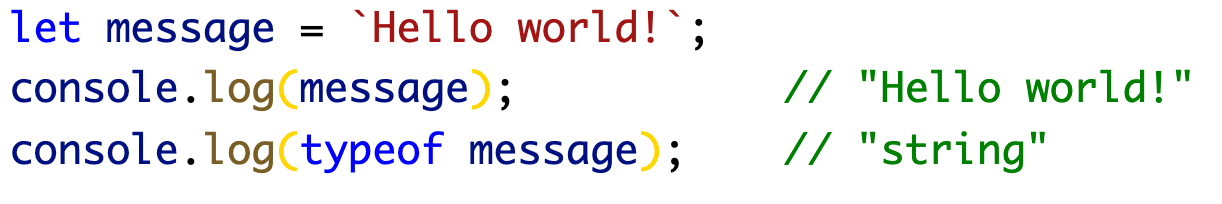 let message = `Hello world!`;
console.log(message);           // "Hello world!"
console.log(typeof message);    // "string"